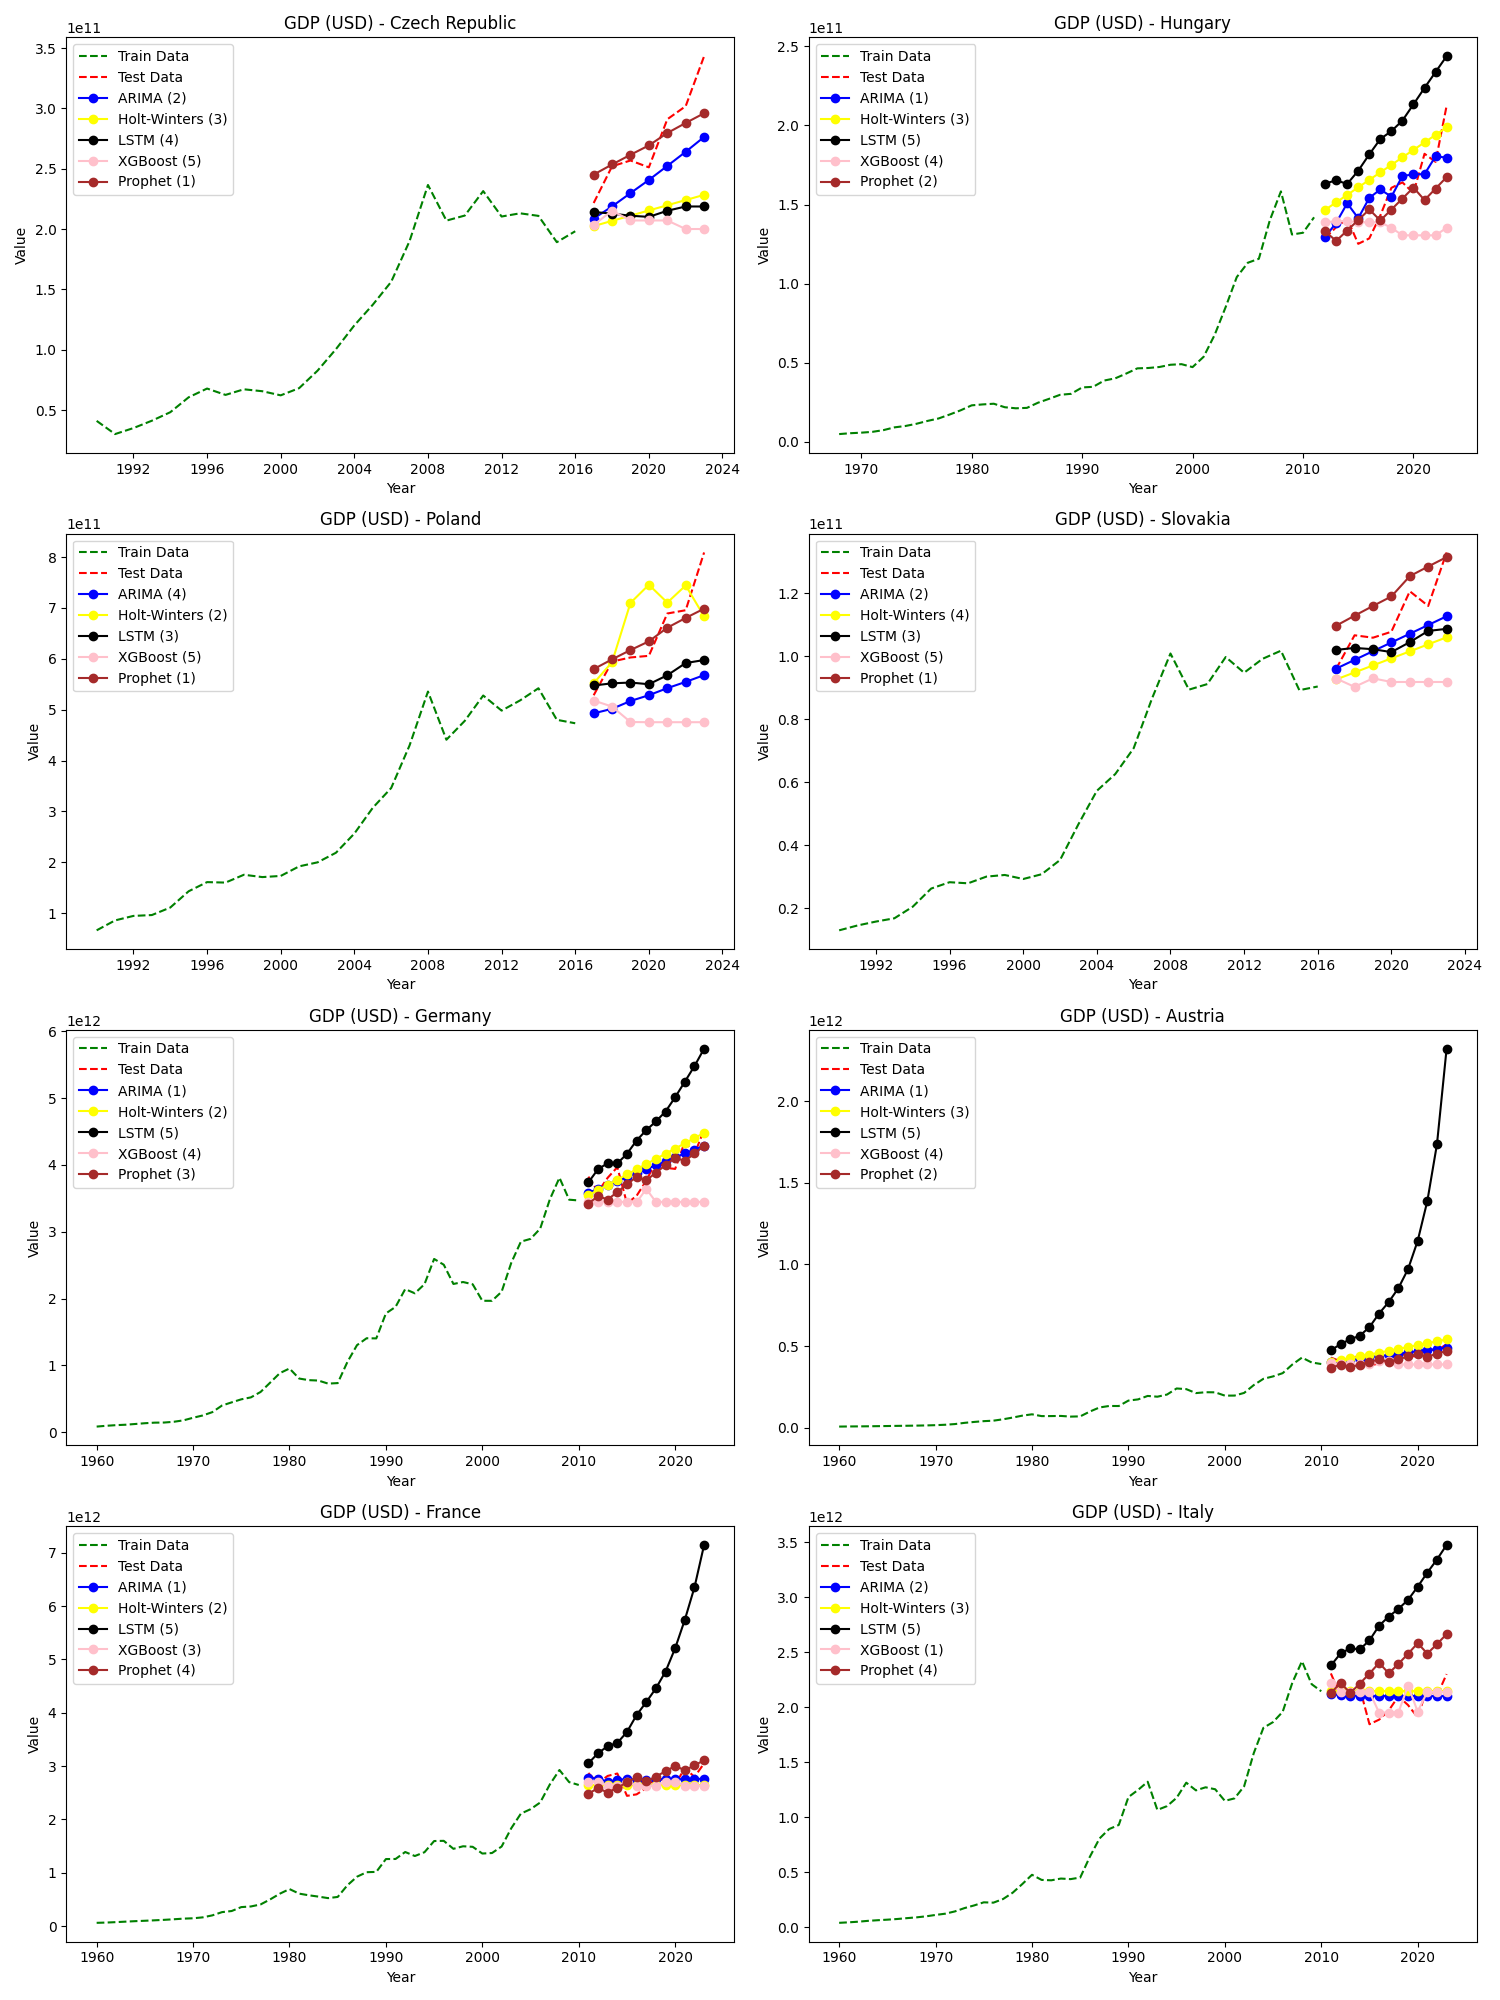 GDP (USD) - Czech Republic
1e11
Train Data
Test Data
ARIMA (2)
Holt-Winters (3)
LSTM (4)
XGBoost (5)
Prophet (1)
3.5
3.0
2.5
2.0
1.5
1.0
0.5
Value
1992 1996 2000 2004 2008 2012 2016 2020 2024
Year
GDP (USD) - Hungary
1e11
Train Data
Test Data
ARIMA (1)
Holt-Winters (3)
LSTM (5)
XGBoost (4)
Prophet (2)
2.5
2.0
1.5
1.0
0.5
0.0
Value
1970 1980 1990 2000 2010 2020
Year
GDP (USD) - Poland
1e11
Train Data
Test Data
ARIMA (4)
Holt-Winters (2)
LSTM (3)
XGBoost (5)
Prophet (1)
8
7
6
5
4
3
2
1
Value
1992 1996 2000 2004 2008 2012 2016 2020 2024
Year
GDP (USD) - Slovakia
1e11
Train Data
Test Data
ARIMA (2)
Holt-Winters (4)
LSTM (3)
XGBoost (5)
Prophet (1)
1.2
1.0
0.8
0.6
0.4
0.2
Value
1992 1996 2000 2004 2008 2012 2016 2020 2024
Year
GDP (USD) - Germany
1e12
Train Data
Test Data
ARIMA (1)
Holt-Winters (2)
LSTM (5)
XGBoost (4)
Prophet (3)
6
5
4
3
2
1
0
Value
1960 1970 1980 1990 2000 2010 2020
Year
GDP (USD) - Austria
1e12
Train Data
Test Data
ARIMA (1)
Holt-Winters (3)
LSTM (5)
XGBoost (4)
Prophet (2)
2.0
1.5
1.0
0.5
0.0
Value
1960 1970 1980 1990 2000 2010 2020
Year
GDP (USD) - France
1e12
Train Data
Test Data
ARIMA (1)
Holt-Winters (2)
LSTM (5)
XGBoost (3)
Prophet (4)
7
6
5
4
3
2
1
0
Value
1960 1970 1980 1990 2000 2010 2020
Year
GDP (USD) - Italy
1e12
Train Data
Test Data
ARIMA (2)
Holt-Winters (3)
LSTM (5)
XGBoost (1)
Prophet (4)
3.5
3.0
2.5
2.0
1.5
1.0
0.5
0.0
Value
1960 1970 1980 1990 2000 2010 2020
Year